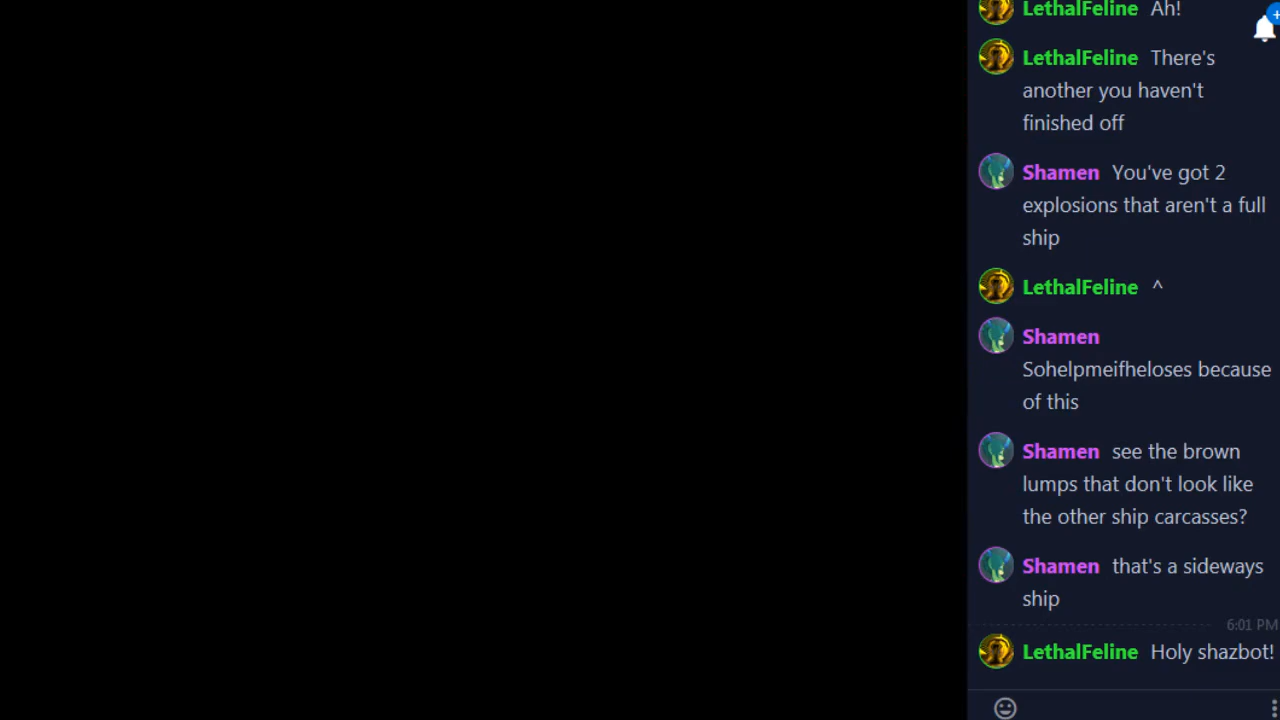 LethalFeline Ah!
LethalFeline There's
another you haven't
finished off
Shamen You've got 2
explosions that aren't a full
ship
LethalFeline ^
Shamen
Sohelpmeifheloses because
of this
Shamen see the brown
lumps that don't look like
the other ship carcasses?
Shamen that's a sideways
ship
6:01 PM
LethalFeline Holy shazbot!